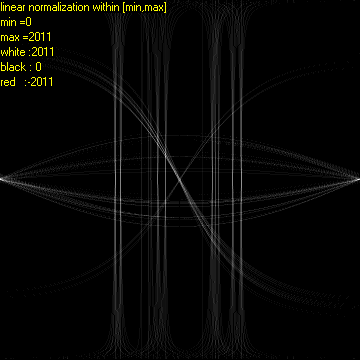 linear normalization within [min,max]
min =0
max =2011
white :2011
black : 0
red   :-2011